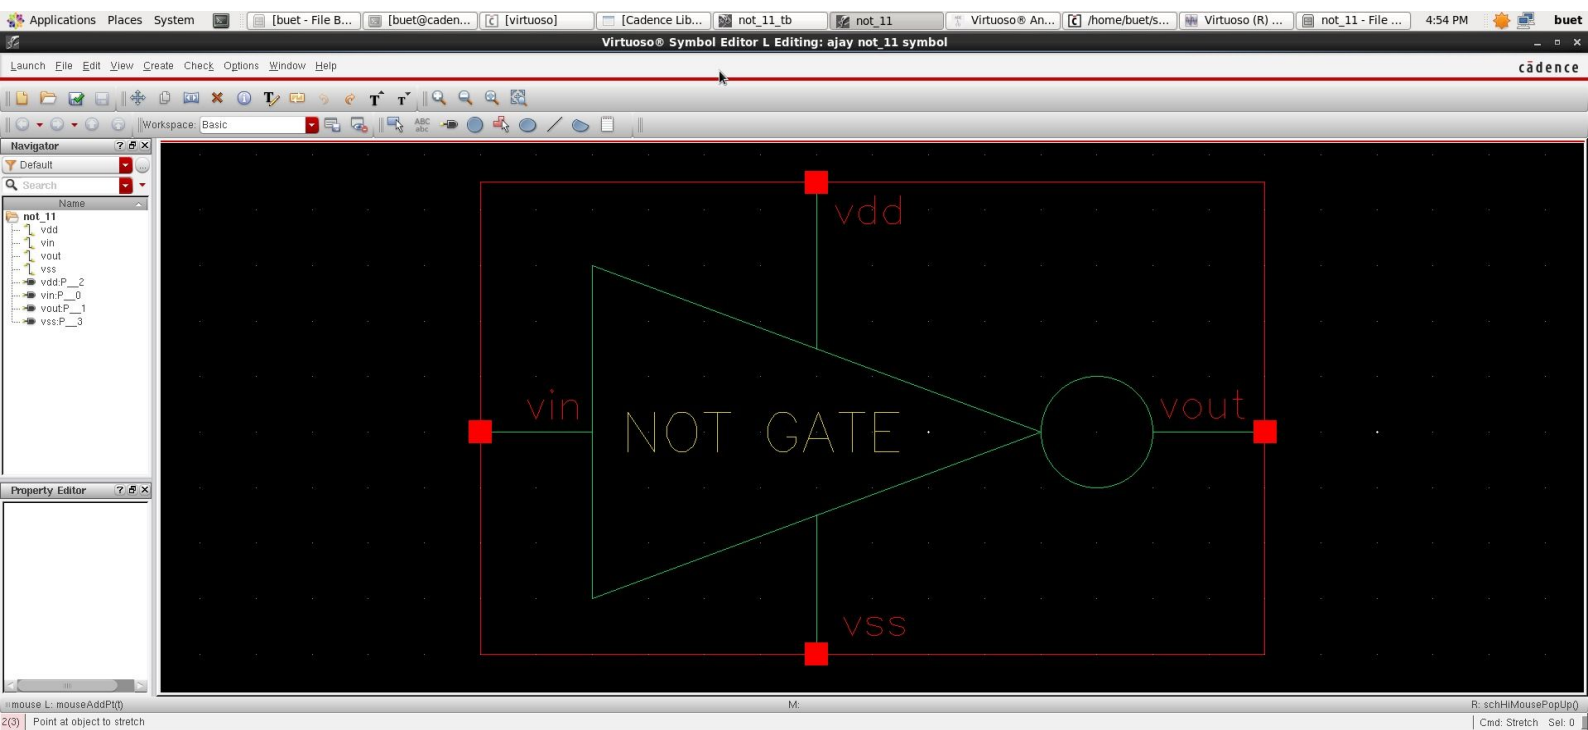 Applications Places System [buet - File B... [buet@caden... [virtuoso] [Cadence Lib... not_11_tb not_11 Virtuoso® An... /home/buet/s... Virtuoso (R) ... not_11 - File ... 4:54 PM buet
Virtuoso® Symbol Editor L Editing: ajay not_11 symbol
Launch File Edit View Create Check Options Window Help cādence
Workspace: Basic
Navigator
Default
Search
Name
not_11
vdd
vin
vout
vss
vdd:P__2
vin:P__0
vout:P__1
vss:P__3
Property Editor
vdd
vin
NOT GATE
vout
vss
mouse L: mouseAddPt(t) M: R: schHiMousePopUp()
2(3) Point at object to stretch Cmd: Stretch Sel: 0